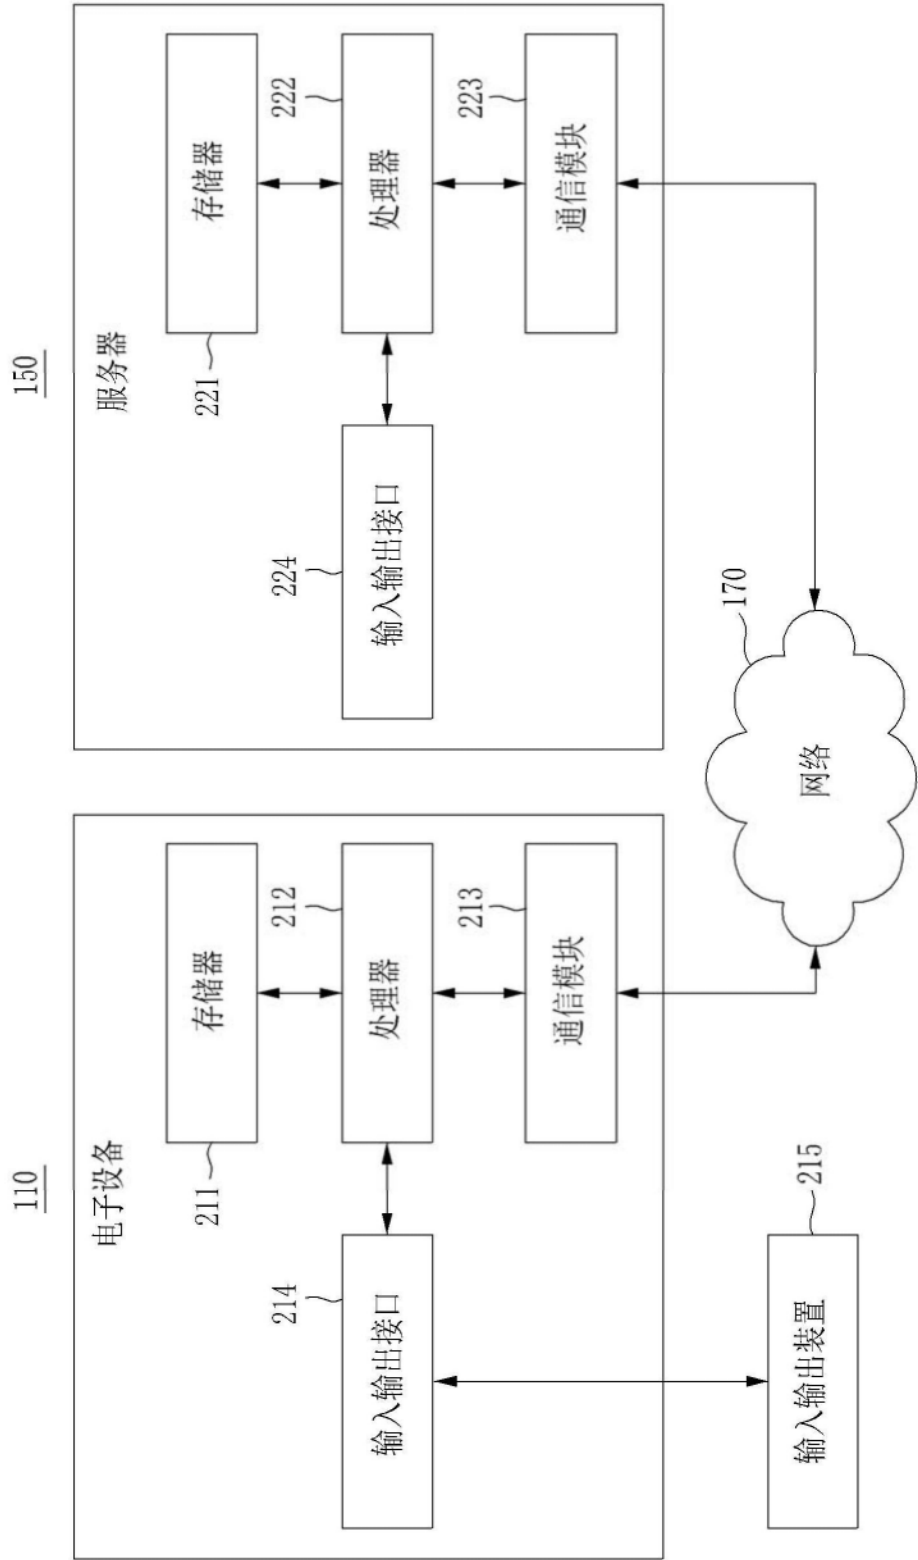 110
电子设备
211
存储器
212
处理器
214
输入输出接口
213
通信模块
215
输入输出装置
150
服务器
221
存储器
222
处理器
224
输入输出接口
223
通信模块
170
网络